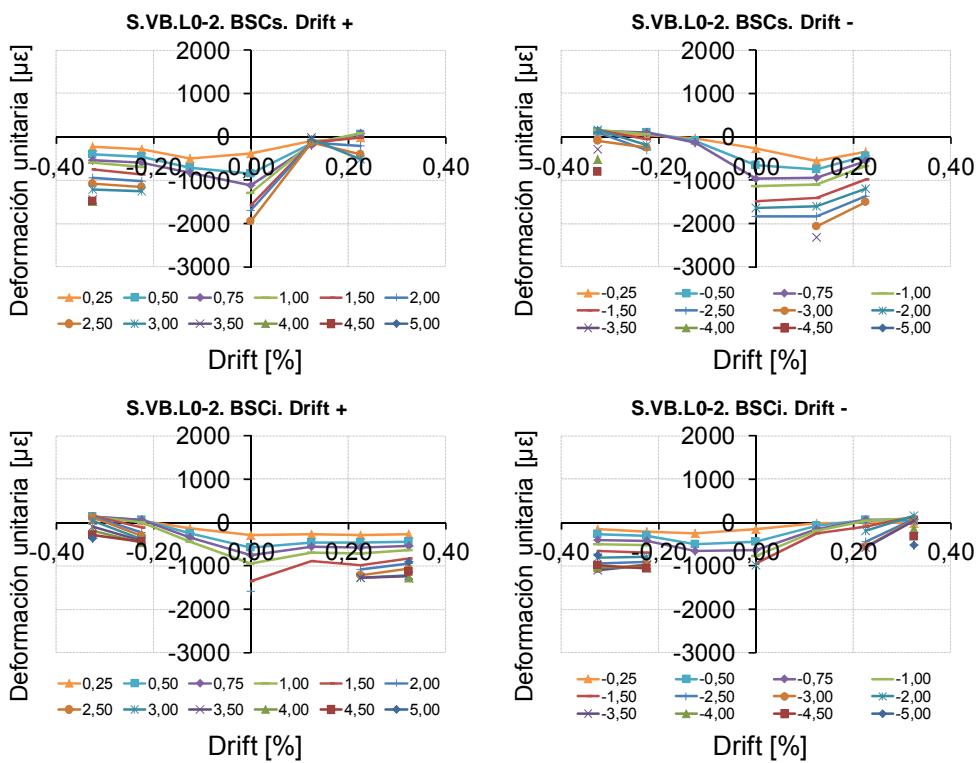 S.VB.L0-2. BSCs. Drift +
Deformación unitaria [µε]
2000
1000
0
-1000
-2000
-3000
-0,40 -0,20 0,00 0,20 0,40
0,25 0,50 0,75 1,00 1,50 2,00
2,50 3,00 3,50 4,00 4,50 5,00
Drift [%]
S.VB.L0-2. BSCs. Drift -
Deformación unitaria [µε]
2000
1000
0
-1000
-2000
-3000
-0,40 -0,20 0,00 0,20 0,40
-0,25 -0,50 -0,75 -1,00
-1,50 -2,50 -3,00 -2,00
-3,50 -4,00 -4,50 -5,00
Drift [%]
S.VB.L0-2. BSCi. Drift +
Deformación unitaria [µε]
2000
1000
0
-1000
-2000
-3000
-0,40 -0,20 0,00 0,20 0,40
0,25 0,50 0,75 1,00 1,50 2,00
2,50 3,00 3,50 4,00 4,50 5,00
Drift [%]
S.VB.L0-2. BSCi. Drift -
Deformación unitaria [µε]
2000
1000
0
-1000
-2000
-3000
-0,40 -0,20 0,00 0,20 0,40
-0,25 -0,50 -0,75 -1,00
-1,50 -2,50 -3,00 -2,00
-3,50 -4,00 -4,50 -5,00
Drift [%]